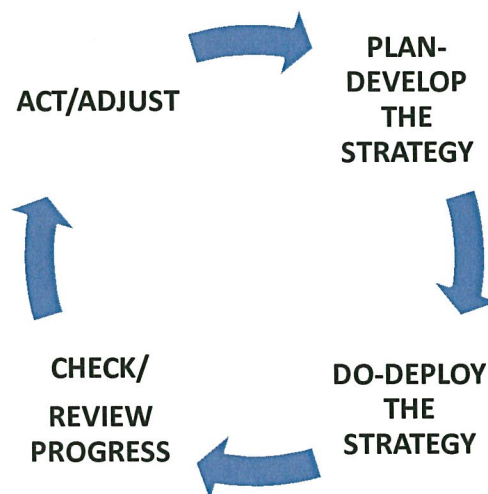 PLAN-
DEVELOP
THE
STRATEGY
DO-DEPLOY
THE
STRATEGY
CHECK/
REVIEW
PROGRESS
ACT/ADJUST